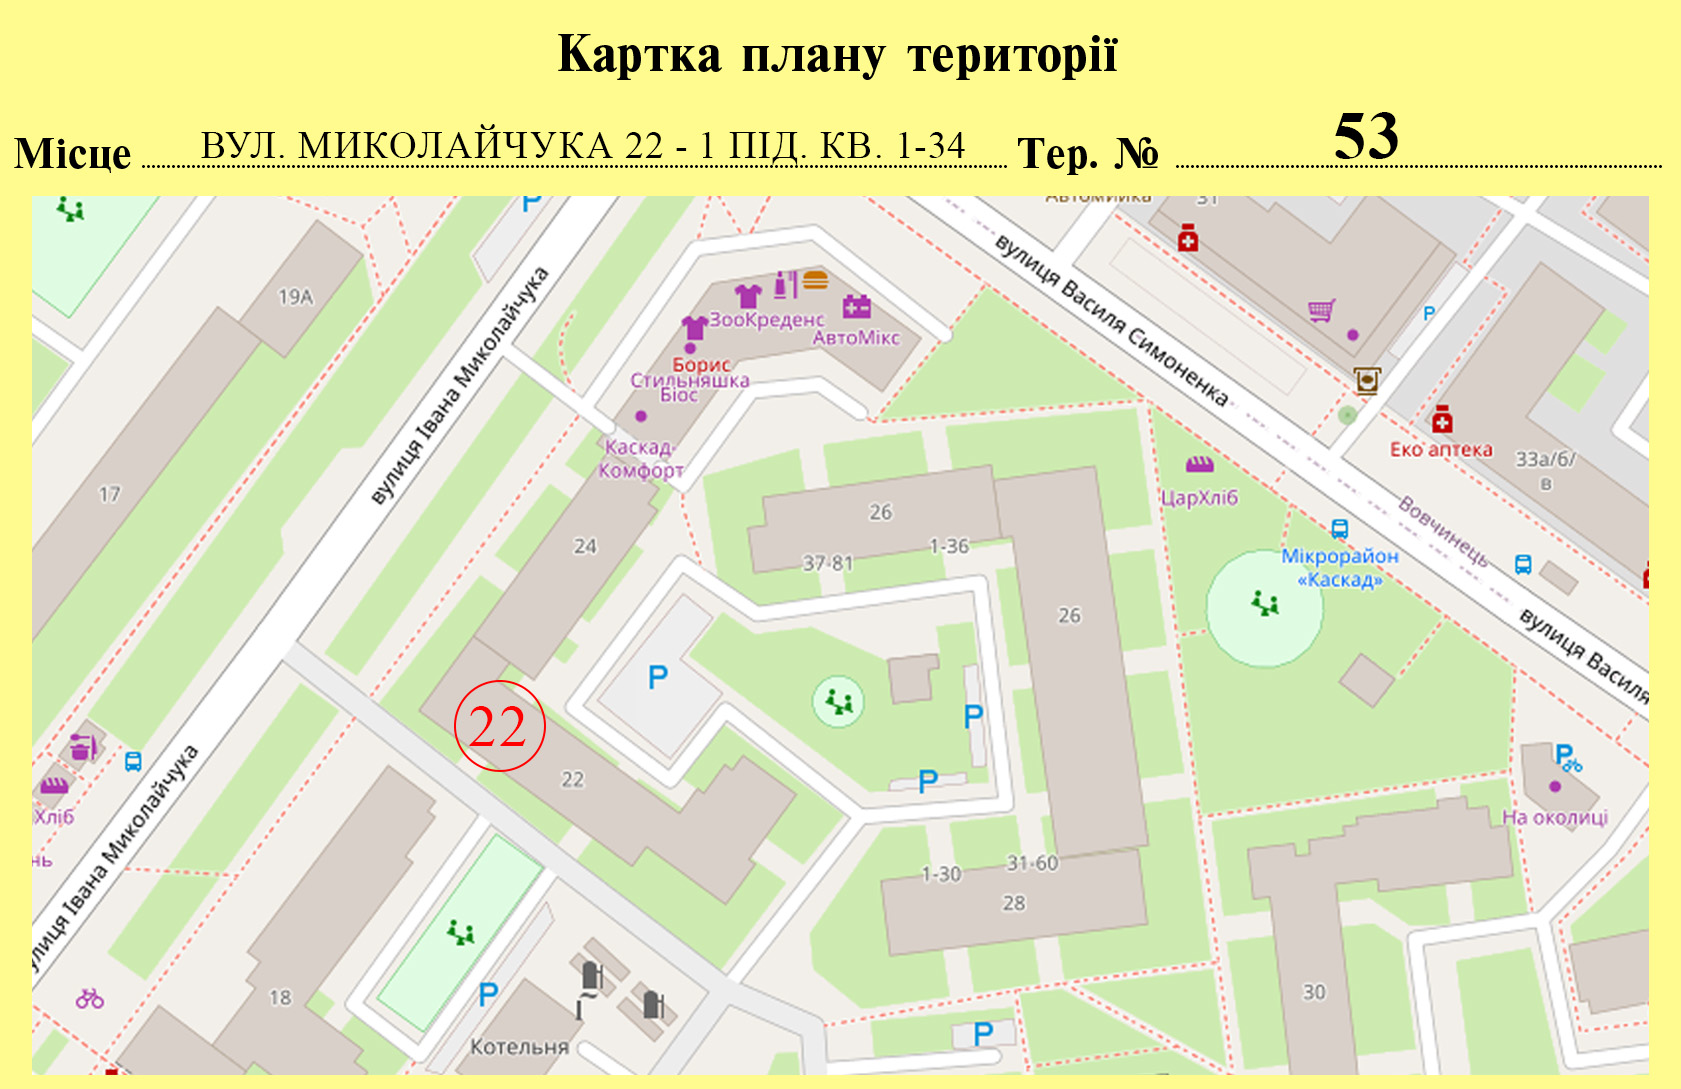 Картка плану території
Місце ВУЛ. МИКОЛАЙЧУКА 22 - 1 ПІД. КВ. 1-34 Тер. № 53
Автомийка
31
P
вулиця Василя Симоненка
19А
вулиця Івана Миколайчука
ЗооКреденс
АвтоМікс
P
Борис
Стильняшка
Біос
Каскад-
Комфорт
Еко аптека
33а/б/
в
17
ЦарХліб
Вовчинець
26
24
37-81
1-36
Мікрорайон
«Каскад»
26
вулиця Василя
P
22
P
22
P
P
На околиці
Хліб
нь
улиця Івана Миколайчука
1-30
31-60
28
18
P
30
P
Котельня